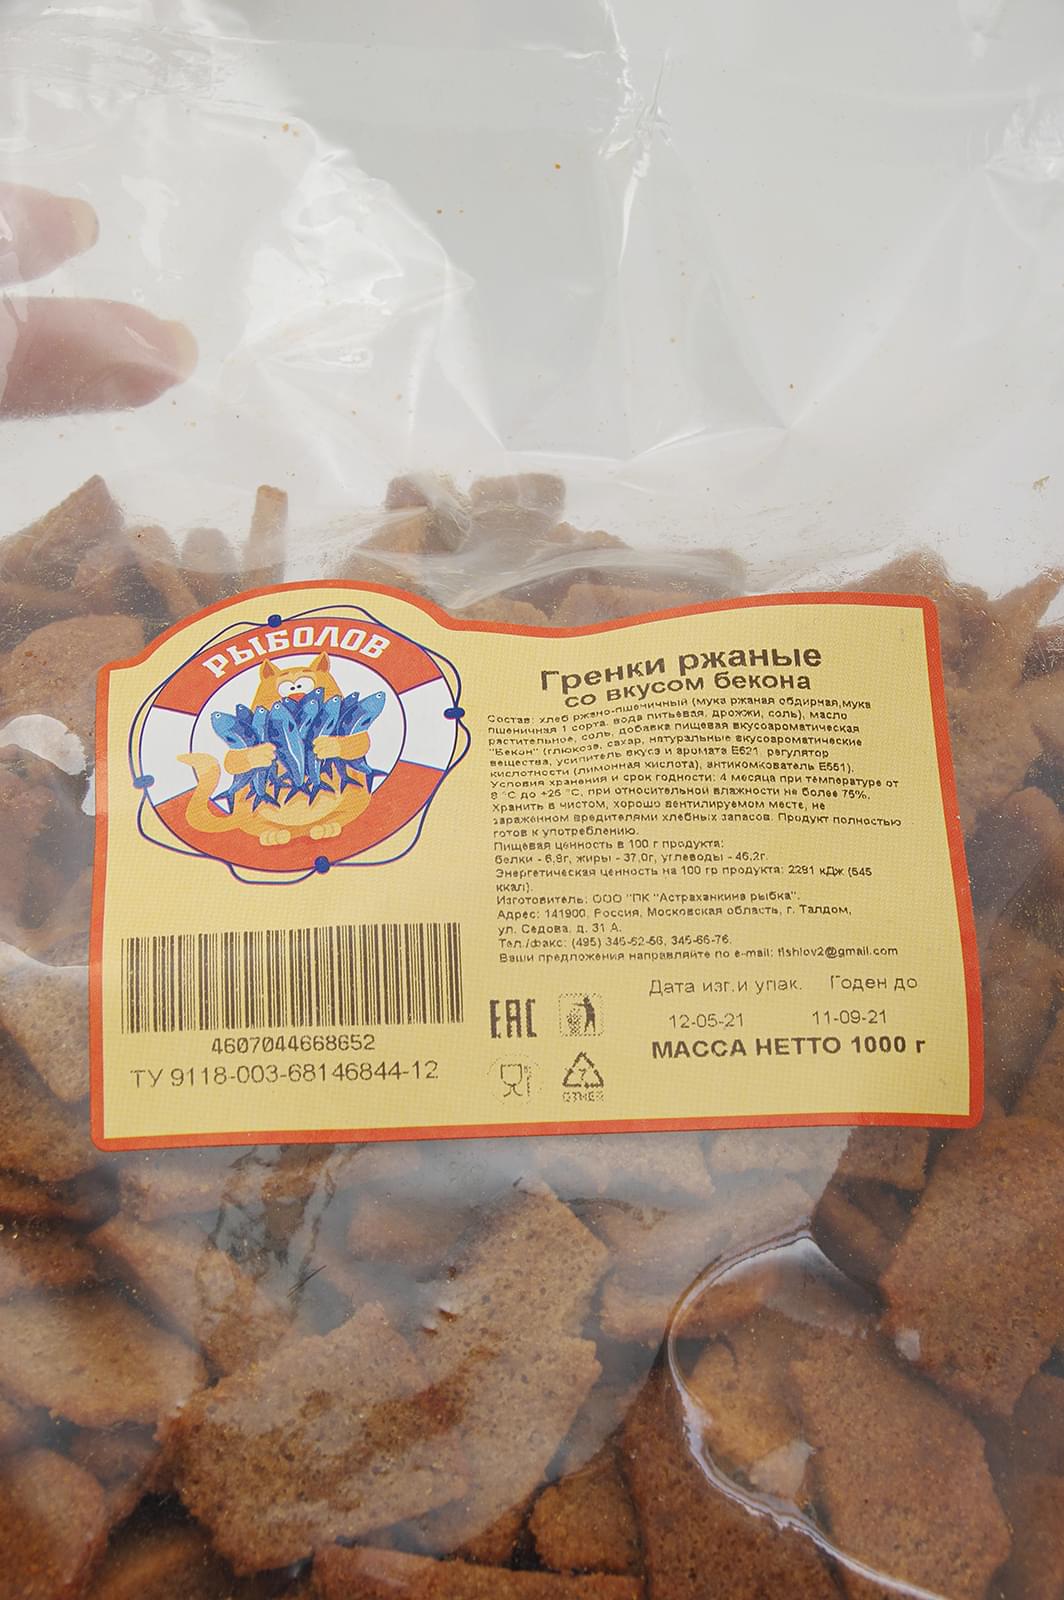 РЫБОЛОВ
Гренки ржаные
со вкусом бекона
Состав: хлеб ржано-пшеничный (мука ржаная обдирная,мука
пшеничная 1 сорта, вода питьевая, дрожжи, соль), масло
растительное, соль, добавка пищевая вкусоароматическая
"Бекон" (глюкоза, сахар, натуральные вкусоароматические
вещества, усилитель вкуса и аромата Е621, регулятор
кислотности (лимонная кислота), антикомкователь Е551).
Условия хранения и срок годности: 4 месяца при температуре от
8 °С до +25 °С, при относительной влажности не более 75%.
Хранить в чистом, хорошо вентилируемом месте, не
зараженном вредителями хлебных запасов. Продукт полностью
готов к употреблению.
Пищевая ценность в 100 г продукта:
белки - 6,9г, жиры - 37,0г, углеводы - 46,2г.
Энергетическая ценность на 100 гр продукта: 2281 кДж (545
ккал).
Изготовитель: ООО "ПК "Астраханкина рыбка".
Адрес: 141900, Россия, Московская область, г. Талдом,
ул. Седова, д. 31 А.
Тел./факс: (495) 345-52-56, 345-66-76.
Ваши предложения направляйте по e-mail: fishlov2@gmail.com
Дата изг.и упак. Годен до
12-05-21 11-09-21
МАССА НЕТТО 1000 г
4607044668652
ТУ 9118-003-68146844-12
EAC
7